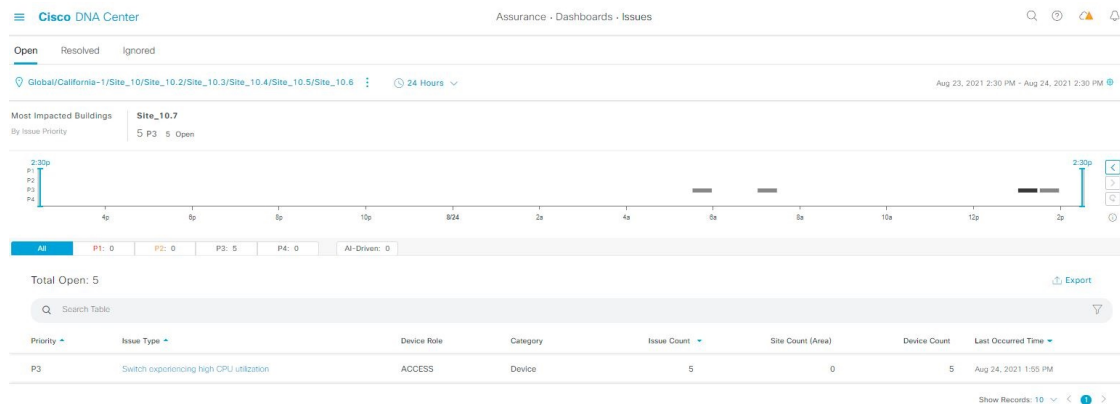 Cisco DNA Center
Assurance · Dashboards · Issues
Open Resolved Ignored
Global/California-1/Site_10/Site_10.2/Site_10.3/Site_10.4/Site_10.5/Site_10.6 24 Hours Aug 23, 2021 2:30 PM - Aug 24, 2021 2:30 PM
Most Impacted Buildings Site_10.7
By Issue Priority 5 P3 5 Open
2:30p 2:30p
P1
P2
P3
P4
4p 6p 8p 10p 8/24 2a 4a 6a 8a 10a 12p 2p
All P1: 0 P2: 0 P3: 5 P4: 0 AI-Driven: 0
Total Open: 5 Export
Search Table
Priority Issue Type Device Role Category Issue Count Site Count (Area) Device Count Last Occurred Time
P3 Switch experiencing high CPU utilization ACCESS Device 5 0 5 Aug 24, 2021 1:55 PM
Show Records: 10 1